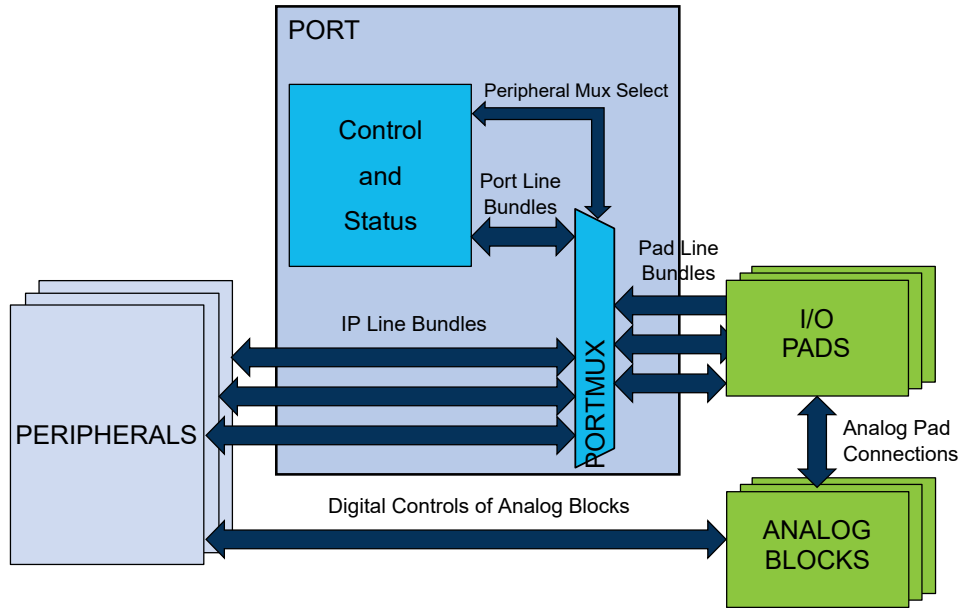 PORT
Peripheral Mux Select
Control
and
Status
Port Line
Bundles
Pad Line
Bundles
IP Line Bundles
PORTMUX
I/O
PADS
PERIPHERALS
Analog Pad
Connections
Digital Controls of Analog Blocks
ANALOG
BLOCKS